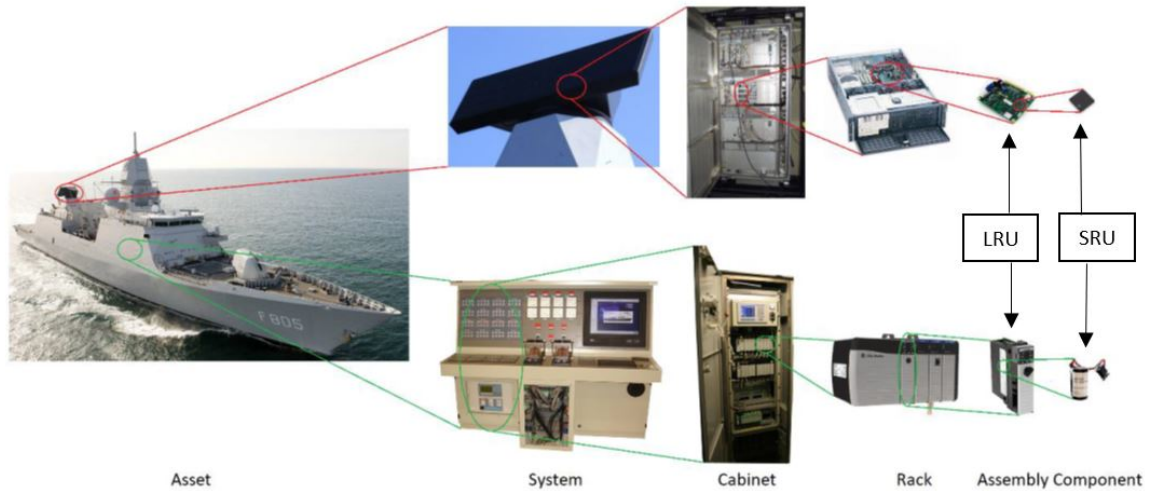 LRU
SRU
F 805
Asset
System
Cabinet
Rack
Assembly Component